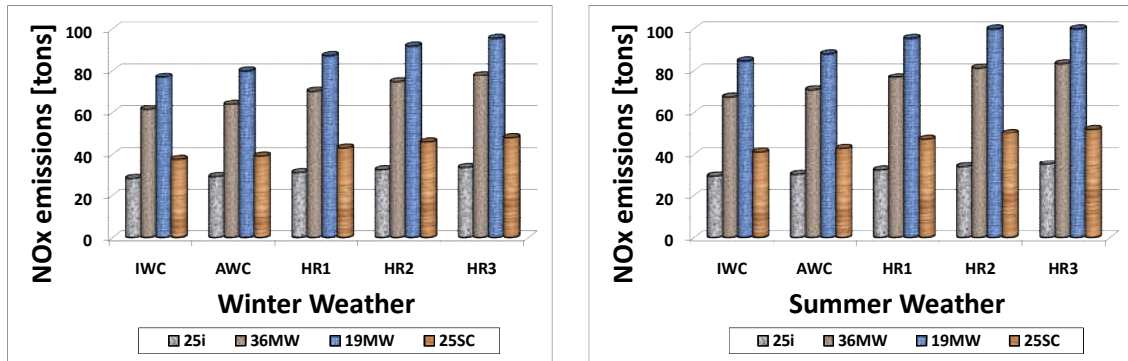 NOx emissions [tons]
100
80
60
40
20
0
IWC AWC HR1 HR2 HR3
Winter Weather
25i 36MW 19MW 25SC
NOx emissions [tons]
100
80
60
40
20
0
IWC AWC HR1 HR2 HR3
Summer Weather
25i 36MW 19MW 25SC